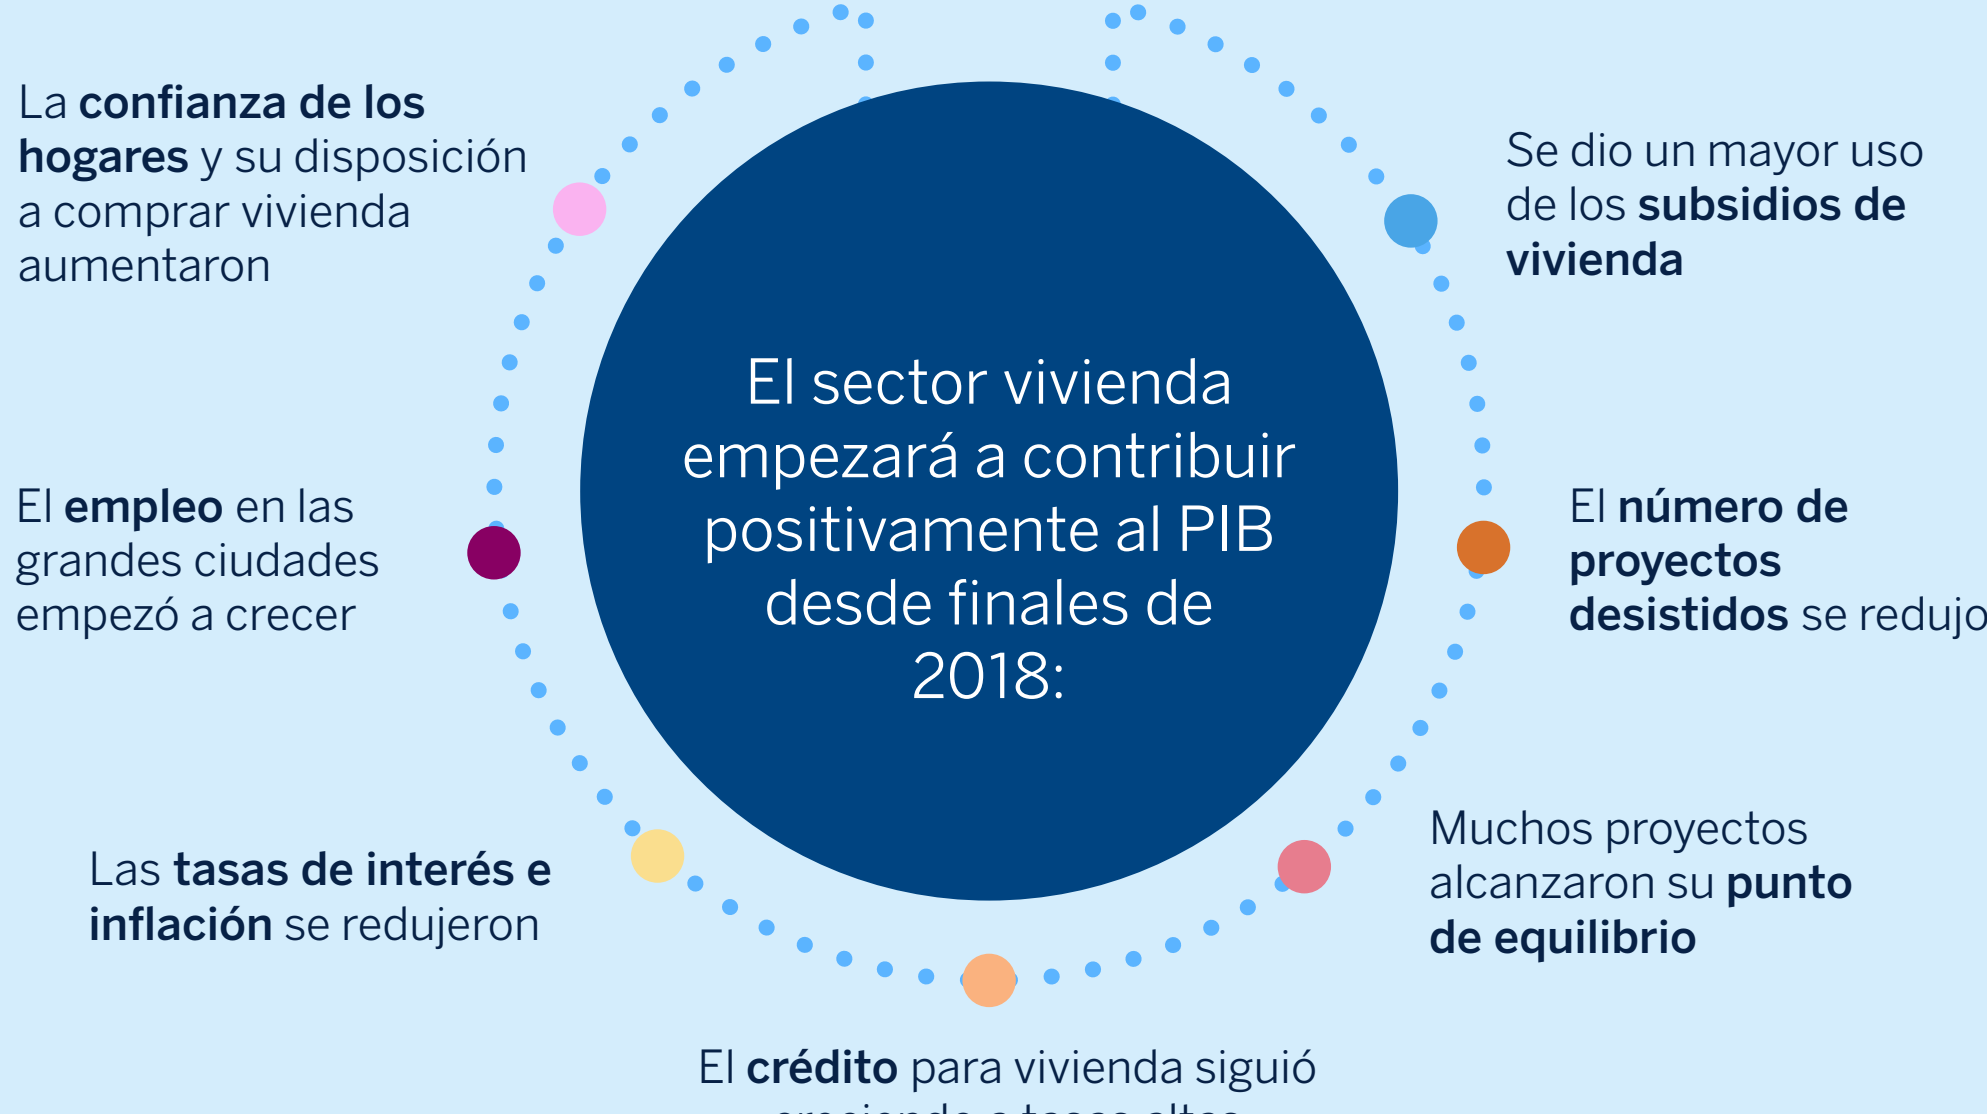 La confianza de los
hogares y su disposición
a comprar vivienda
aumentaron
Se dio un mayor uso
de los subsidios de
vivienda
El sector vivienda
empezará a contribuir
positivamente al PIB
desde finales de
2018:
El empleo en las
grandes ciudades
empezó a crecer
El número de
proyectos
desistidos se redujo
Las tasas de interés e
inflación se redujeron
Muchos proyectos
alcanzaron su punto
de equilibrio
El crédito para vivienda siguió
creciendo a tasas altas